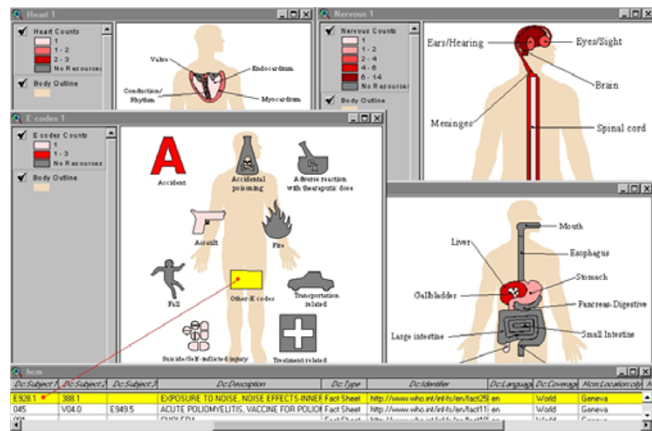 Heart 1
Heart Counts
1
1 - 2
2 - 3
No Resources
Body Outline
Valve
Endocardium
Conduction/
Rhythm
Myocardium
Nervous 1
Nervous Counts
1
1 - 2
2 - 4
4 - 6
6 - 14
No Resources
Body Outline
Ears/Hearing
Eyes/Sight
Brain
Meninges
Spinal cord
E codes 1
E codes Counts
1
1 - 3
No Resources
Body Outline
A
Accident
Accidental
poisoning
Adverse reaction
with theraputic dose
Assault
Fire
Fall
Other E codes
Transportation
related
Suicide/Self-inflicted injury
Treatment related
Mouth
Esophagus
Liver
Stomach
Gallbladder
Pancreas-Digestive
Large intestine
Small Intestine
hcm
Dc.Subject 1 Dc.Subject 2 Dc.Subject 3 Dc.Description Dc.Type Dc.Identifier Dc.Language Dc.Coverage Hcm.Location.city
E928.1 388.1 EXPOSURE TO NOISE, NOISE EFFECTS-INNER Fact Sheet http://www.who.int/inf-fs/en/fact25 en World Geneva
045 V04.0 E949.5 ACUTE POLIOMYELITIS, VACCINE FOR POLIO Fact Sheet http://www.who.int/inf-fs/en/fact11 en World Geneva